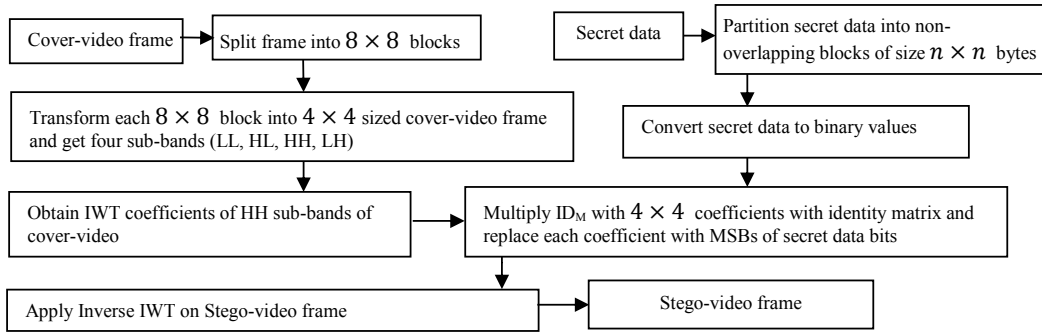 Cover-video frame
Split frame into 8 × 8 blocks
Secret data
Partition secret data into non-
overlapping blocks of size n × n bytes
Transform each 8 × 8 block into 4 × 4 sized cover-video frame
and get four sub-bands (LL, HL, HH, LH)
Convert secret data to binary values
Obtain IWT coefficients of HH sub-bands of
cover-video
Multiply ID_M with 4 × 4 coefficients with identity matrix and
replace each coefficient with MSBs of secret data bits
Apply Inverse IWT on Stego-video frame
Stego-video frame